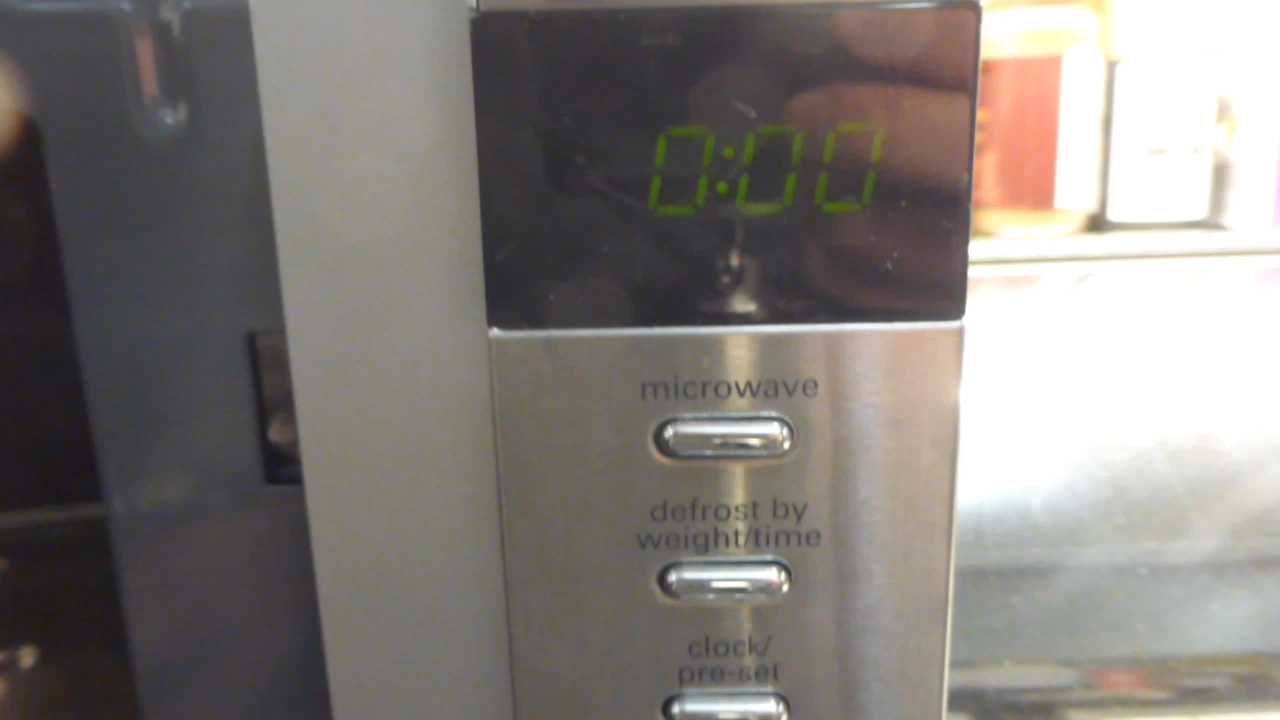 0:00
microwave
defrost by
weight/time
clock/
pre-set